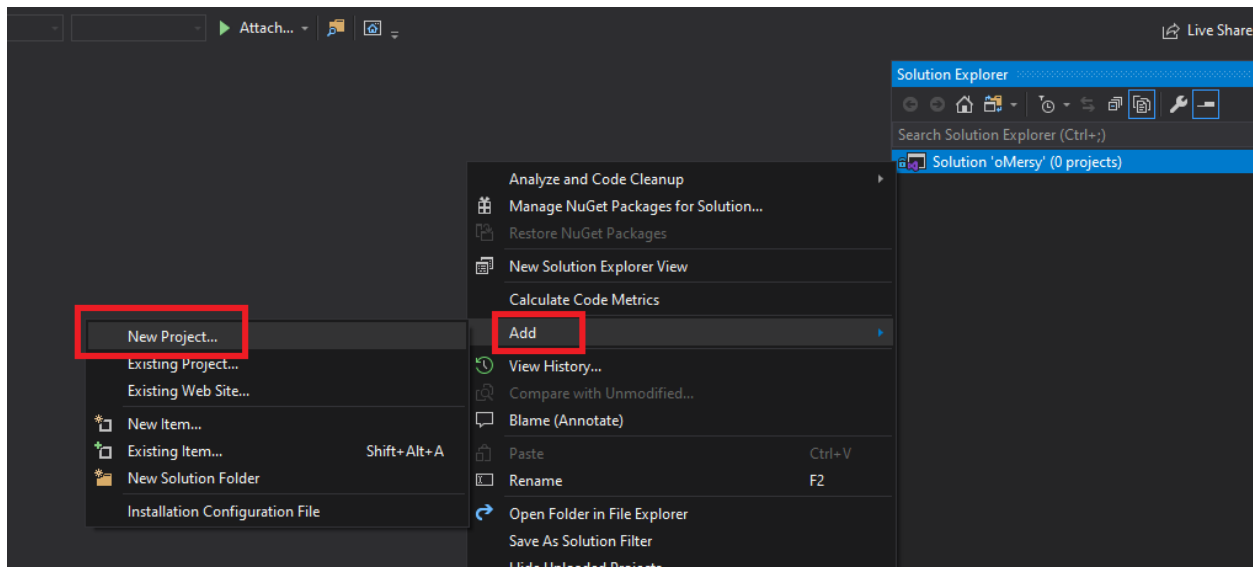 Attach...
Live Share
Solution Explorer
Search Solution Explorer (Ctrl+;)
Solution 'oMersy' (0 projects)
Analyze and Code Cleanup
Manage NuGet Packages for Solution...
Restore NuGet Packages
New Solution Explorer View
Calculate Code Metrics
Add
View History...
Compare with Unmodified...
Blame (Annotate)
Paste Ctrl+V
Rename F2
Open Folder in File Explorer
Save As Solution Filter
Hide Unloaded Projects
New Project...
Existing Project...
Existing Web Site...
New Item...
Existing Item... Shift+Alt+A
New Solution Folder
Installation Configuration File